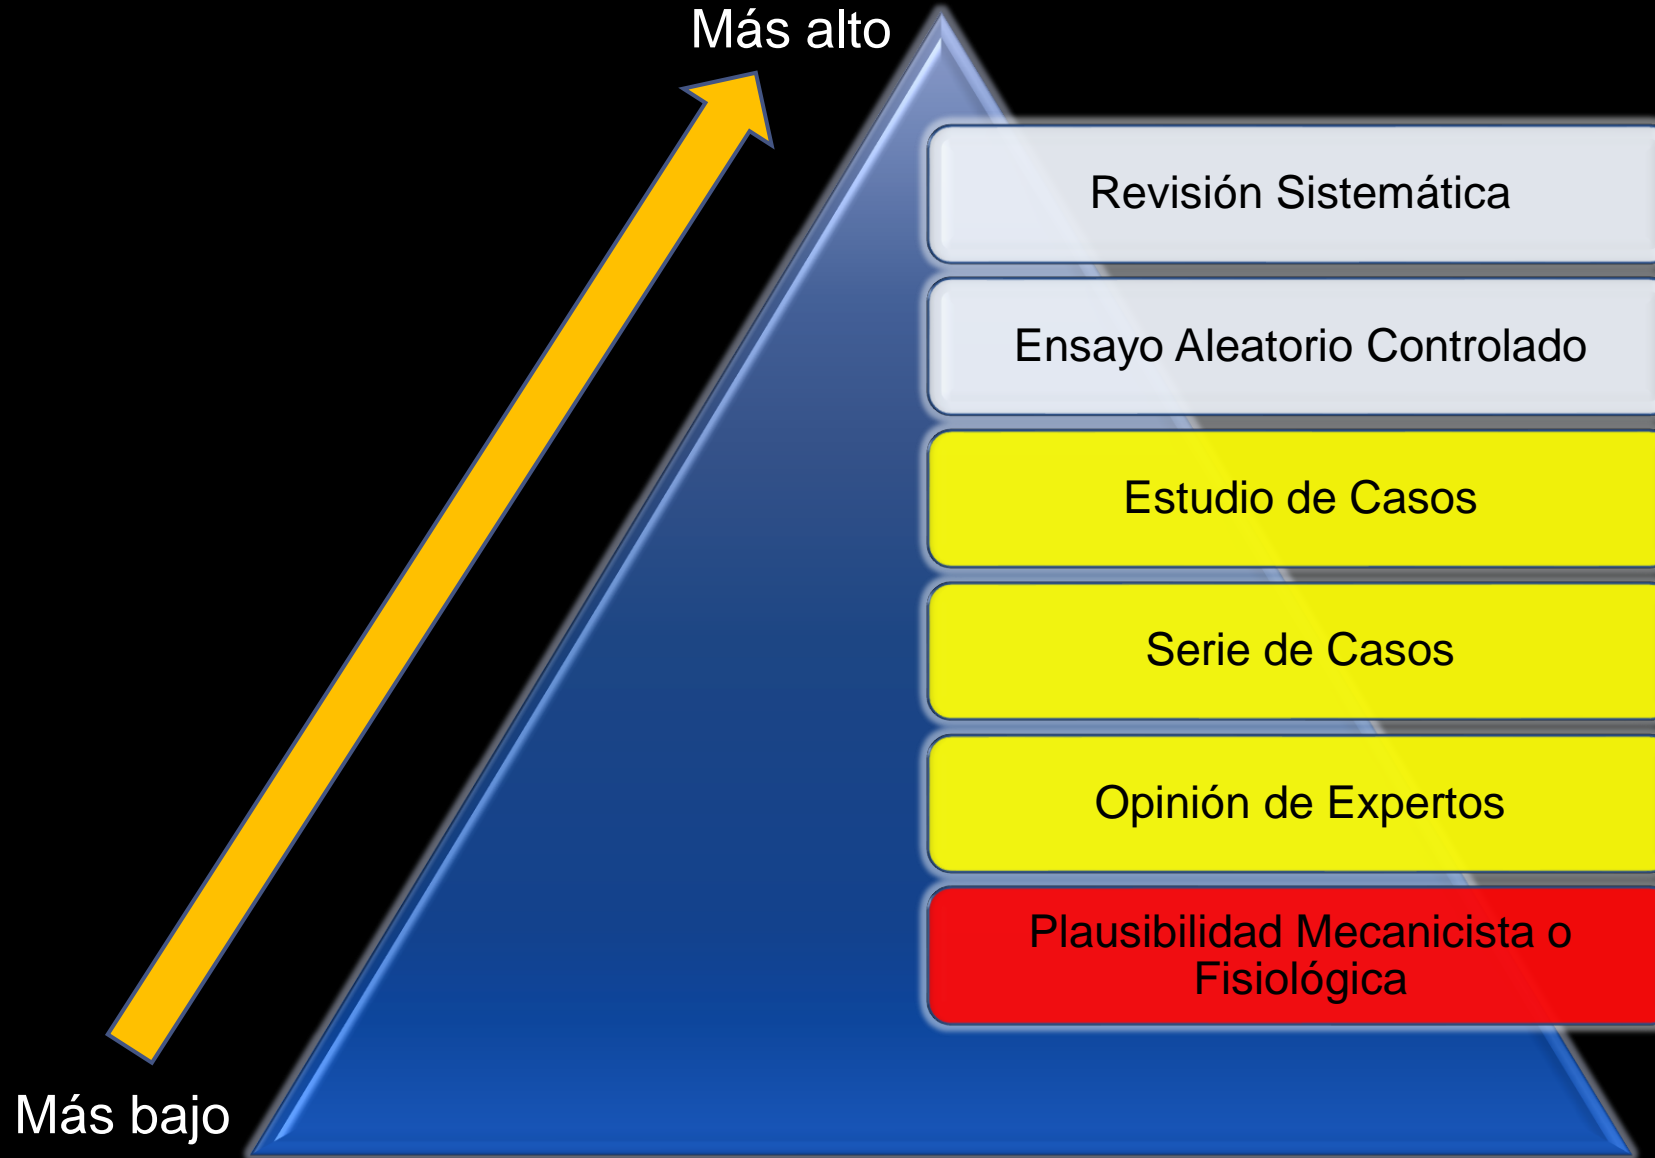 Más alto
Revisión Sistemática
Ensayo Aleatorio Controlado
Estudio de Casos
Serie de Casos
Opinión de Expertos
Plausibilidad Mecanicista o
Fisiológica
Más bajo